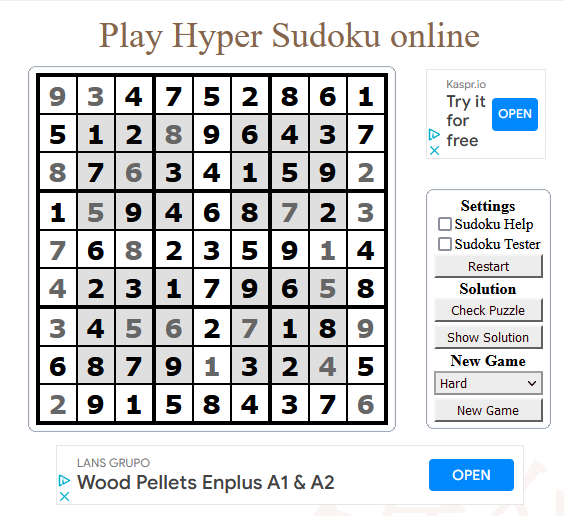 Play Hyper Sudoku online
9 3 4 7 5 2 8 6 1
5 1 2 8 9 6 4 3 7
8 7 6 3 4 1 5 9 2
1 5 9 4 6 8 7 2 3
7 6 8 2 3 5 9 1 4
4 2 3 1 7 9 6 5 8
3 4 5 6 2 7 1 8 9
6 8 7 9 1 3 2 4 5
2 9 1 5 8 4 3 7 6
Kaspr.io
Try it
for
free
OPEN
Settings
Sudoku Help
Sudoku Tester
Restart
Solution
Check Puzzle
Show Solution
New Game
Hard
New Game
LANS GRUPO
Wood Pellets Enplus A1 & A2
OPEN